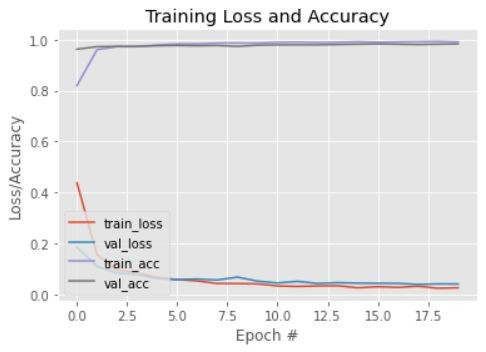 Training Loss and Accuracy
Loss/Accuracy
1.0
0.8
0.6
0.4
0.2
0.0
train_loss
val_loss
train_acc
val_acc
0.0 2.5 5.0 7.5 10.0 12.5 15.0 17.5
Epoch #